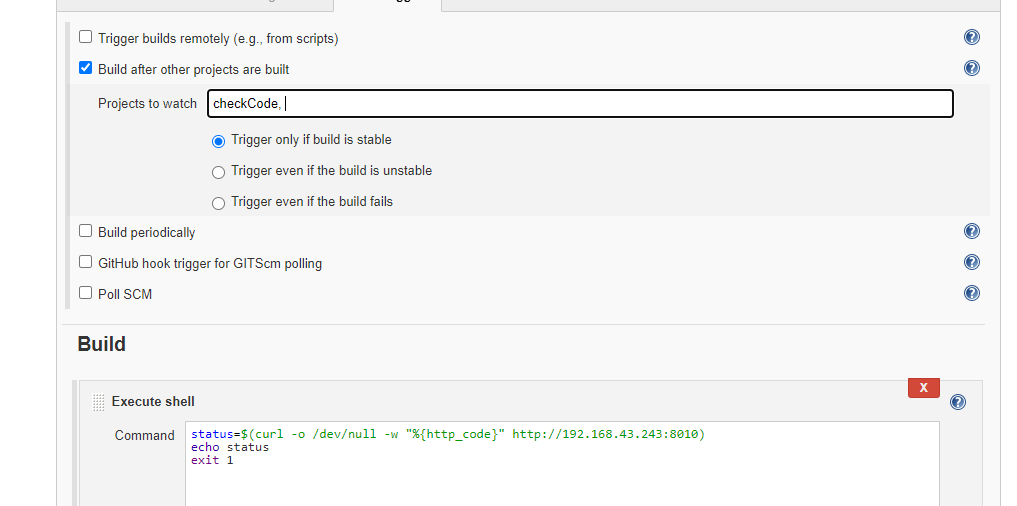 Trigger builds remotely (e.g., from scripts)
Build after other projects are built
Projects to watch checkCode,
Trigger only if build is stable
Trigger even if the build is unstable
Trigger even if the build fails
Build periodically
GitHub hook trigger for GITScm polling
Poll SCM
Build
X
Execute shell
Command status=$(curl -o /dev/null -w "%{http_code}" http://192.168.43.243:8010)
echo status
exit 1